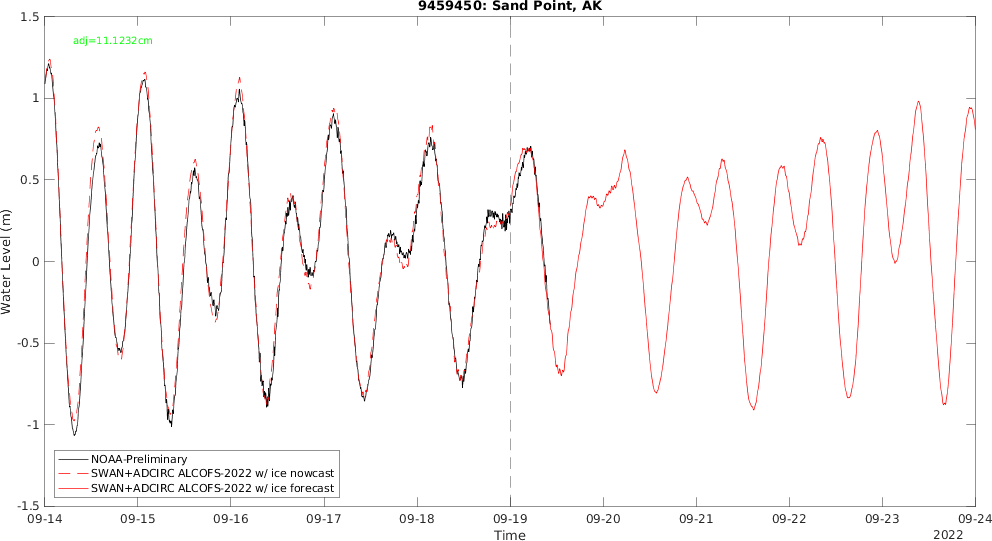 9459450: Sand Point, AK
adj=11.1232cm
1.5
1
0.5
0
-0.5
-1
-1.5
Water Level (m)
NOAA-Preliminary
SWAN+ADCIRC ALCOFS-2022 w/ ice nowcast
SWAN+ADCIRC ALCOFS-2022 w/ ice forecast
09-14 09-15 09-16 09-17 09-18 09-19 09-20 09-21 09-22 09-23 09-24
Time
2022